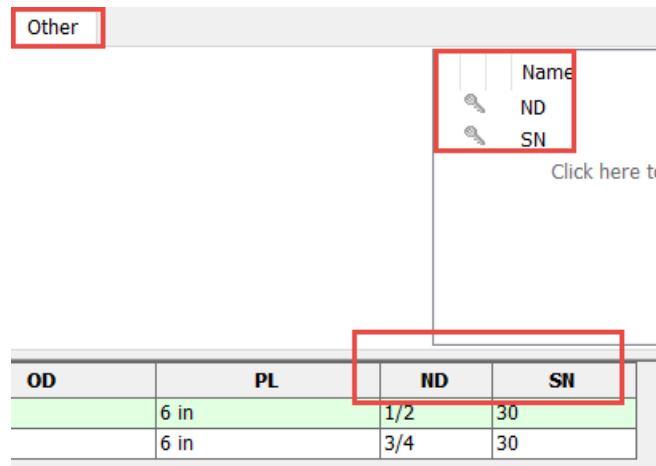 Other
Name
ND
SN
Click here
OD PL ND SN
6 in 1/2 30
6 in 3/4 30